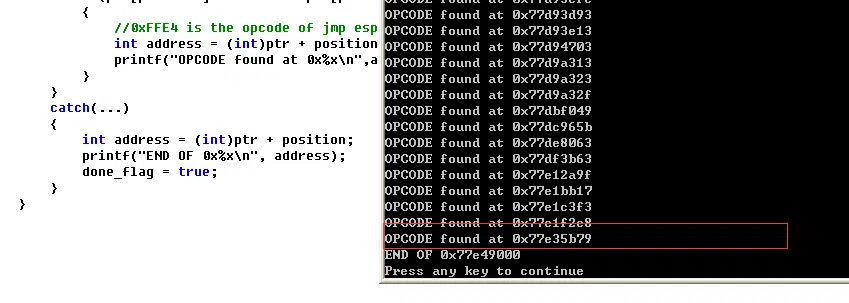 {
//0xFFE4 is the opcode of jmp esp
int address = (int)ptr + position
printf("OPCODE found at 0x%x\n",a
}
}
catch(...)
{
int address = (int)ptr + position;
printf("END OF 0x%x\n", address);
done_flag = true;
}
}
OPCODE found at 0x77d93d93
OPCODE found at 0x77d93e13
OPCODE found at 0x77d94703
OPCODE found at 0x77d9a313
OPCODE found at 0x77d9a323
OPCODE found at 0x77d9a32f
OPCODE found at 0x77dbf049
OPCODE found at 0x77dc965b
OPCODE found at 0x77de8063
OPCODE found at 0x77df3b63
OPCODE found at 0x77e12a9f
OPCODE found at 0x77e1bb17
OPCODE found at 0x77e1c3f3
OPCODE found at 0x77e1f2c8
OPCODE found at 0x77e35b79
END OF 0x77e49000
Press any key to continue